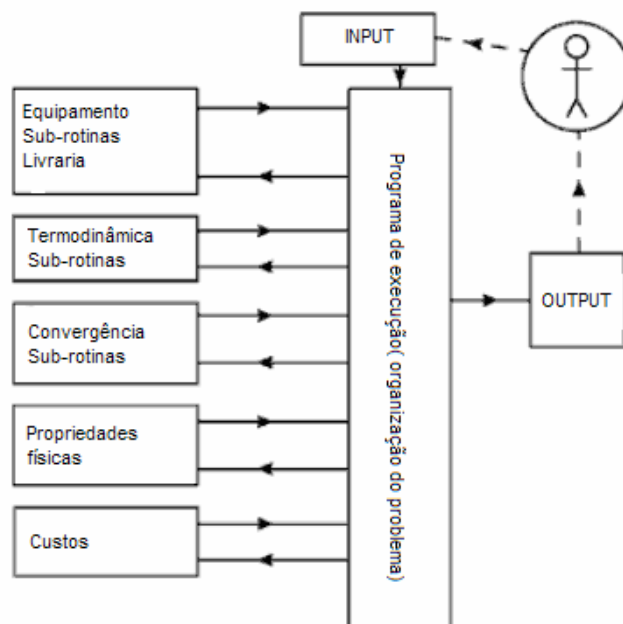 INPUT
Equipamento
Sub-rotinas
Livraria
Termodinâmica
Sub-rotinas
Convergência
Sub-rotinas
Propriedades
físicas
Custos
Programa de execução( organização do problema)
OUTPUT